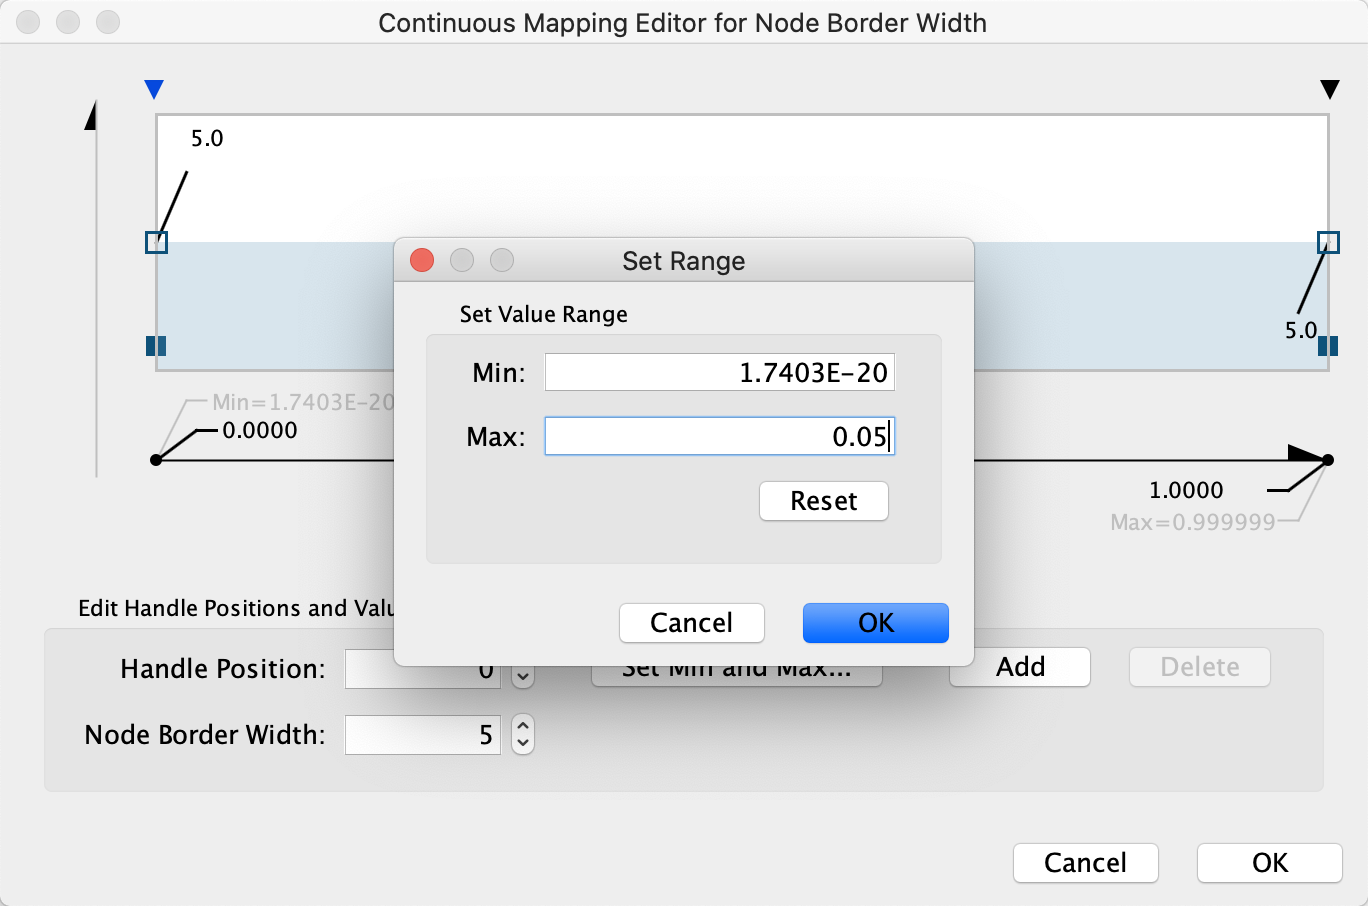 Continuous Mapping Editor for Node Border Width
5.0
Set Range
Set Value Range
5.0
Min: 1.7403E−20
Min=1.7403E-20
0.0000
Max: 0.05
Reset
1.0000
Max=0.999999
Edit Handle Positions and Valu
Cancel
OK
Handle Position: 0
Set Min and Max...
Add
Delete
Node Border Width: 5
Cancel
OK